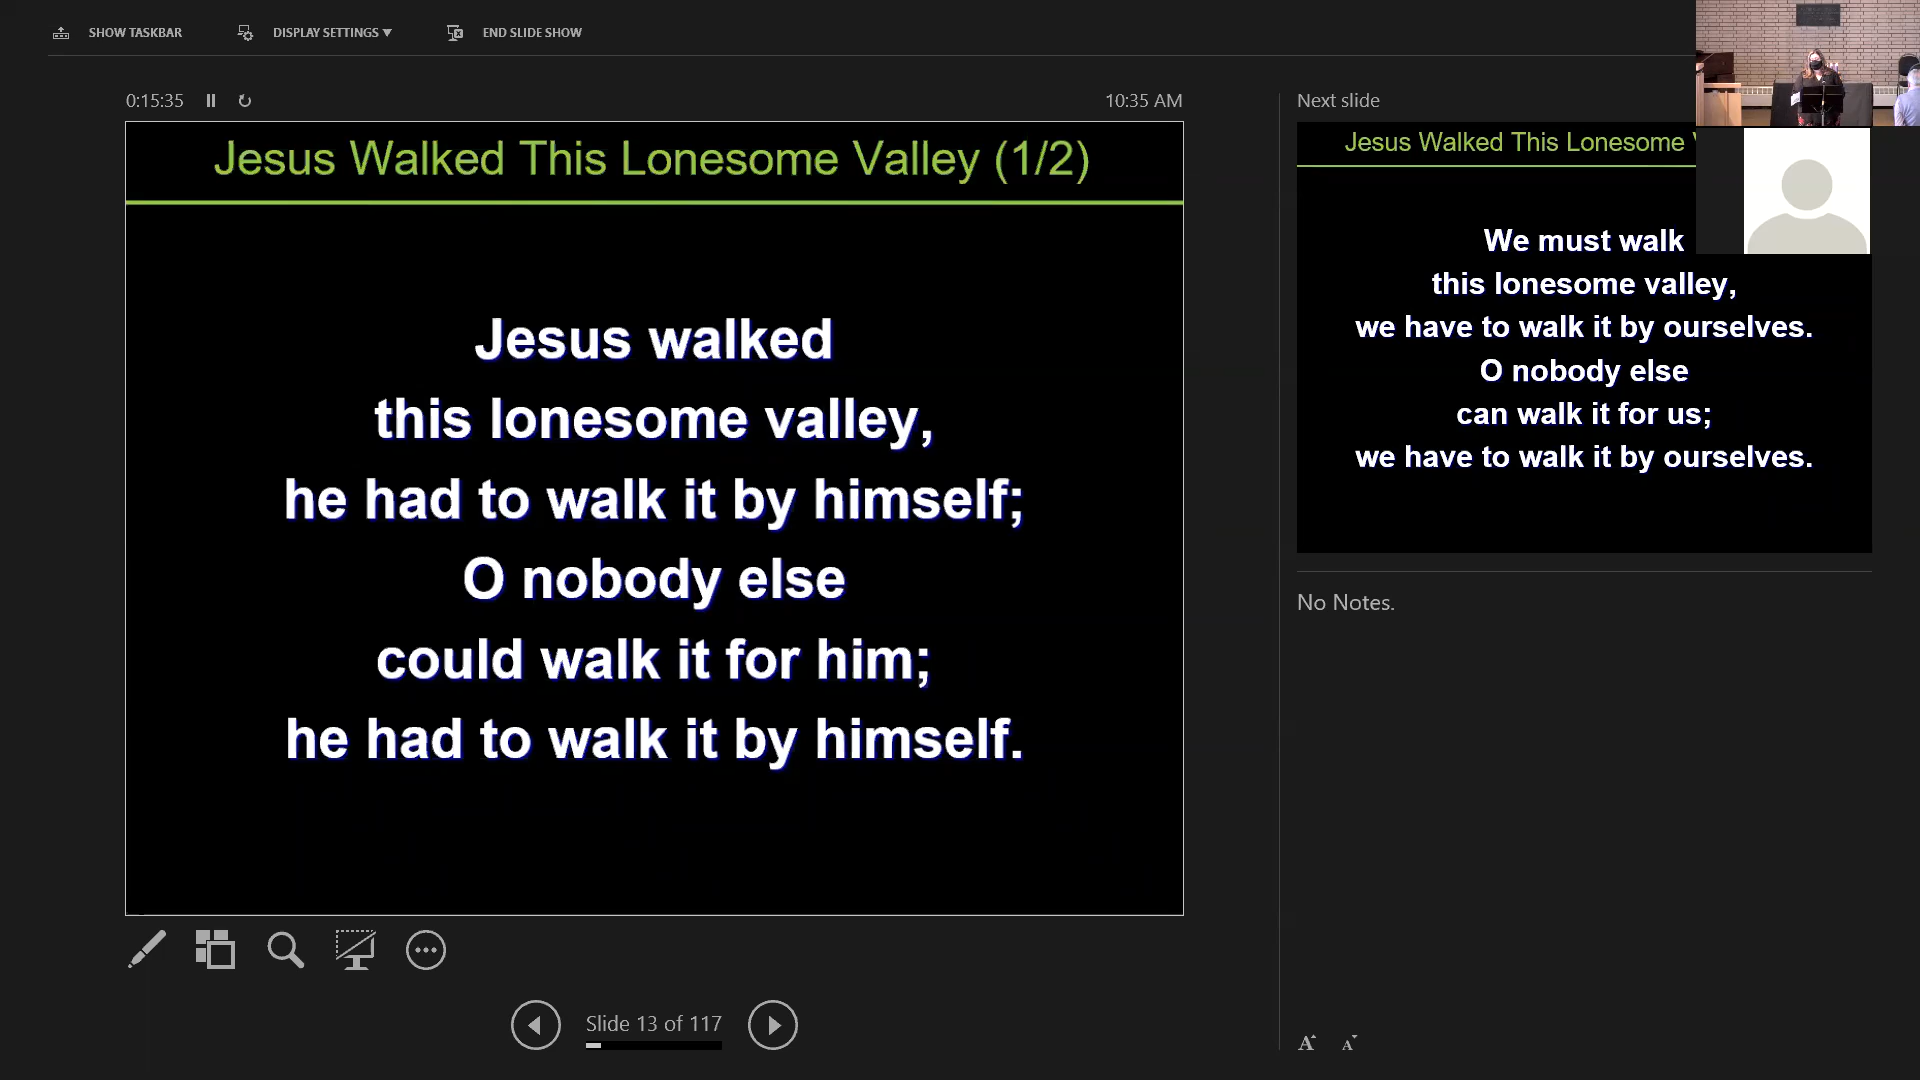 SHOW TASKBAR
DISPLAY SETTINGS ▼
END SLIDE SHOW
0:15:35
10:35 AM
Jesus Walked This Lonesome Valley (1/2)
Jesus walked
this lonesome valley,
he had to walk it by himself;
O nobody else
could walk it for him;
he had to walk it by himself.
Slide 13 of 117
Next slide
Jesus Walked This Lonesome
We must walk
this lonesome valley,
we have to walk it by ourselves.
O nobody else
can walk it for us;
we have to walk it by ourselves.
No Notes.
A A